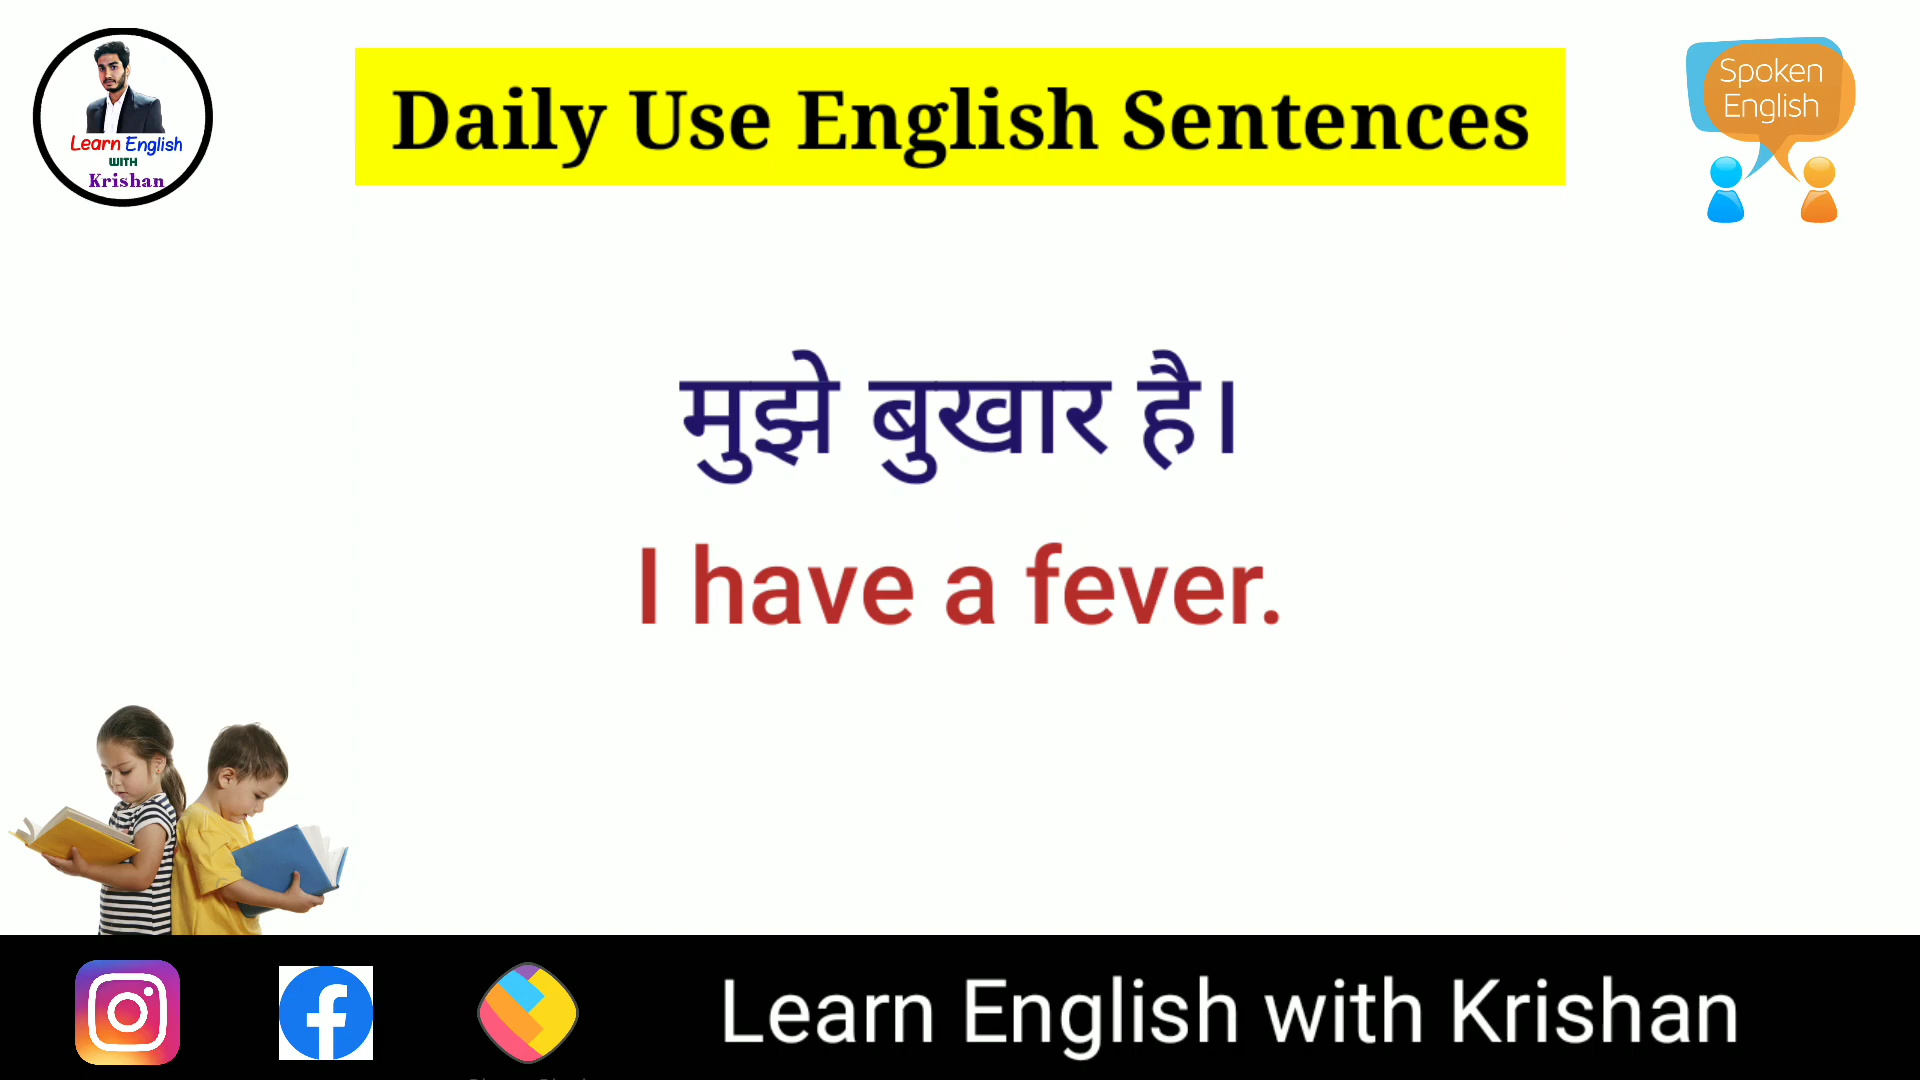 Learn English
WITH
Krishan
Daily Use English Sentences
Spoken
English
मुझे बुखार है।
I have a fever.
Learn English with Krishan